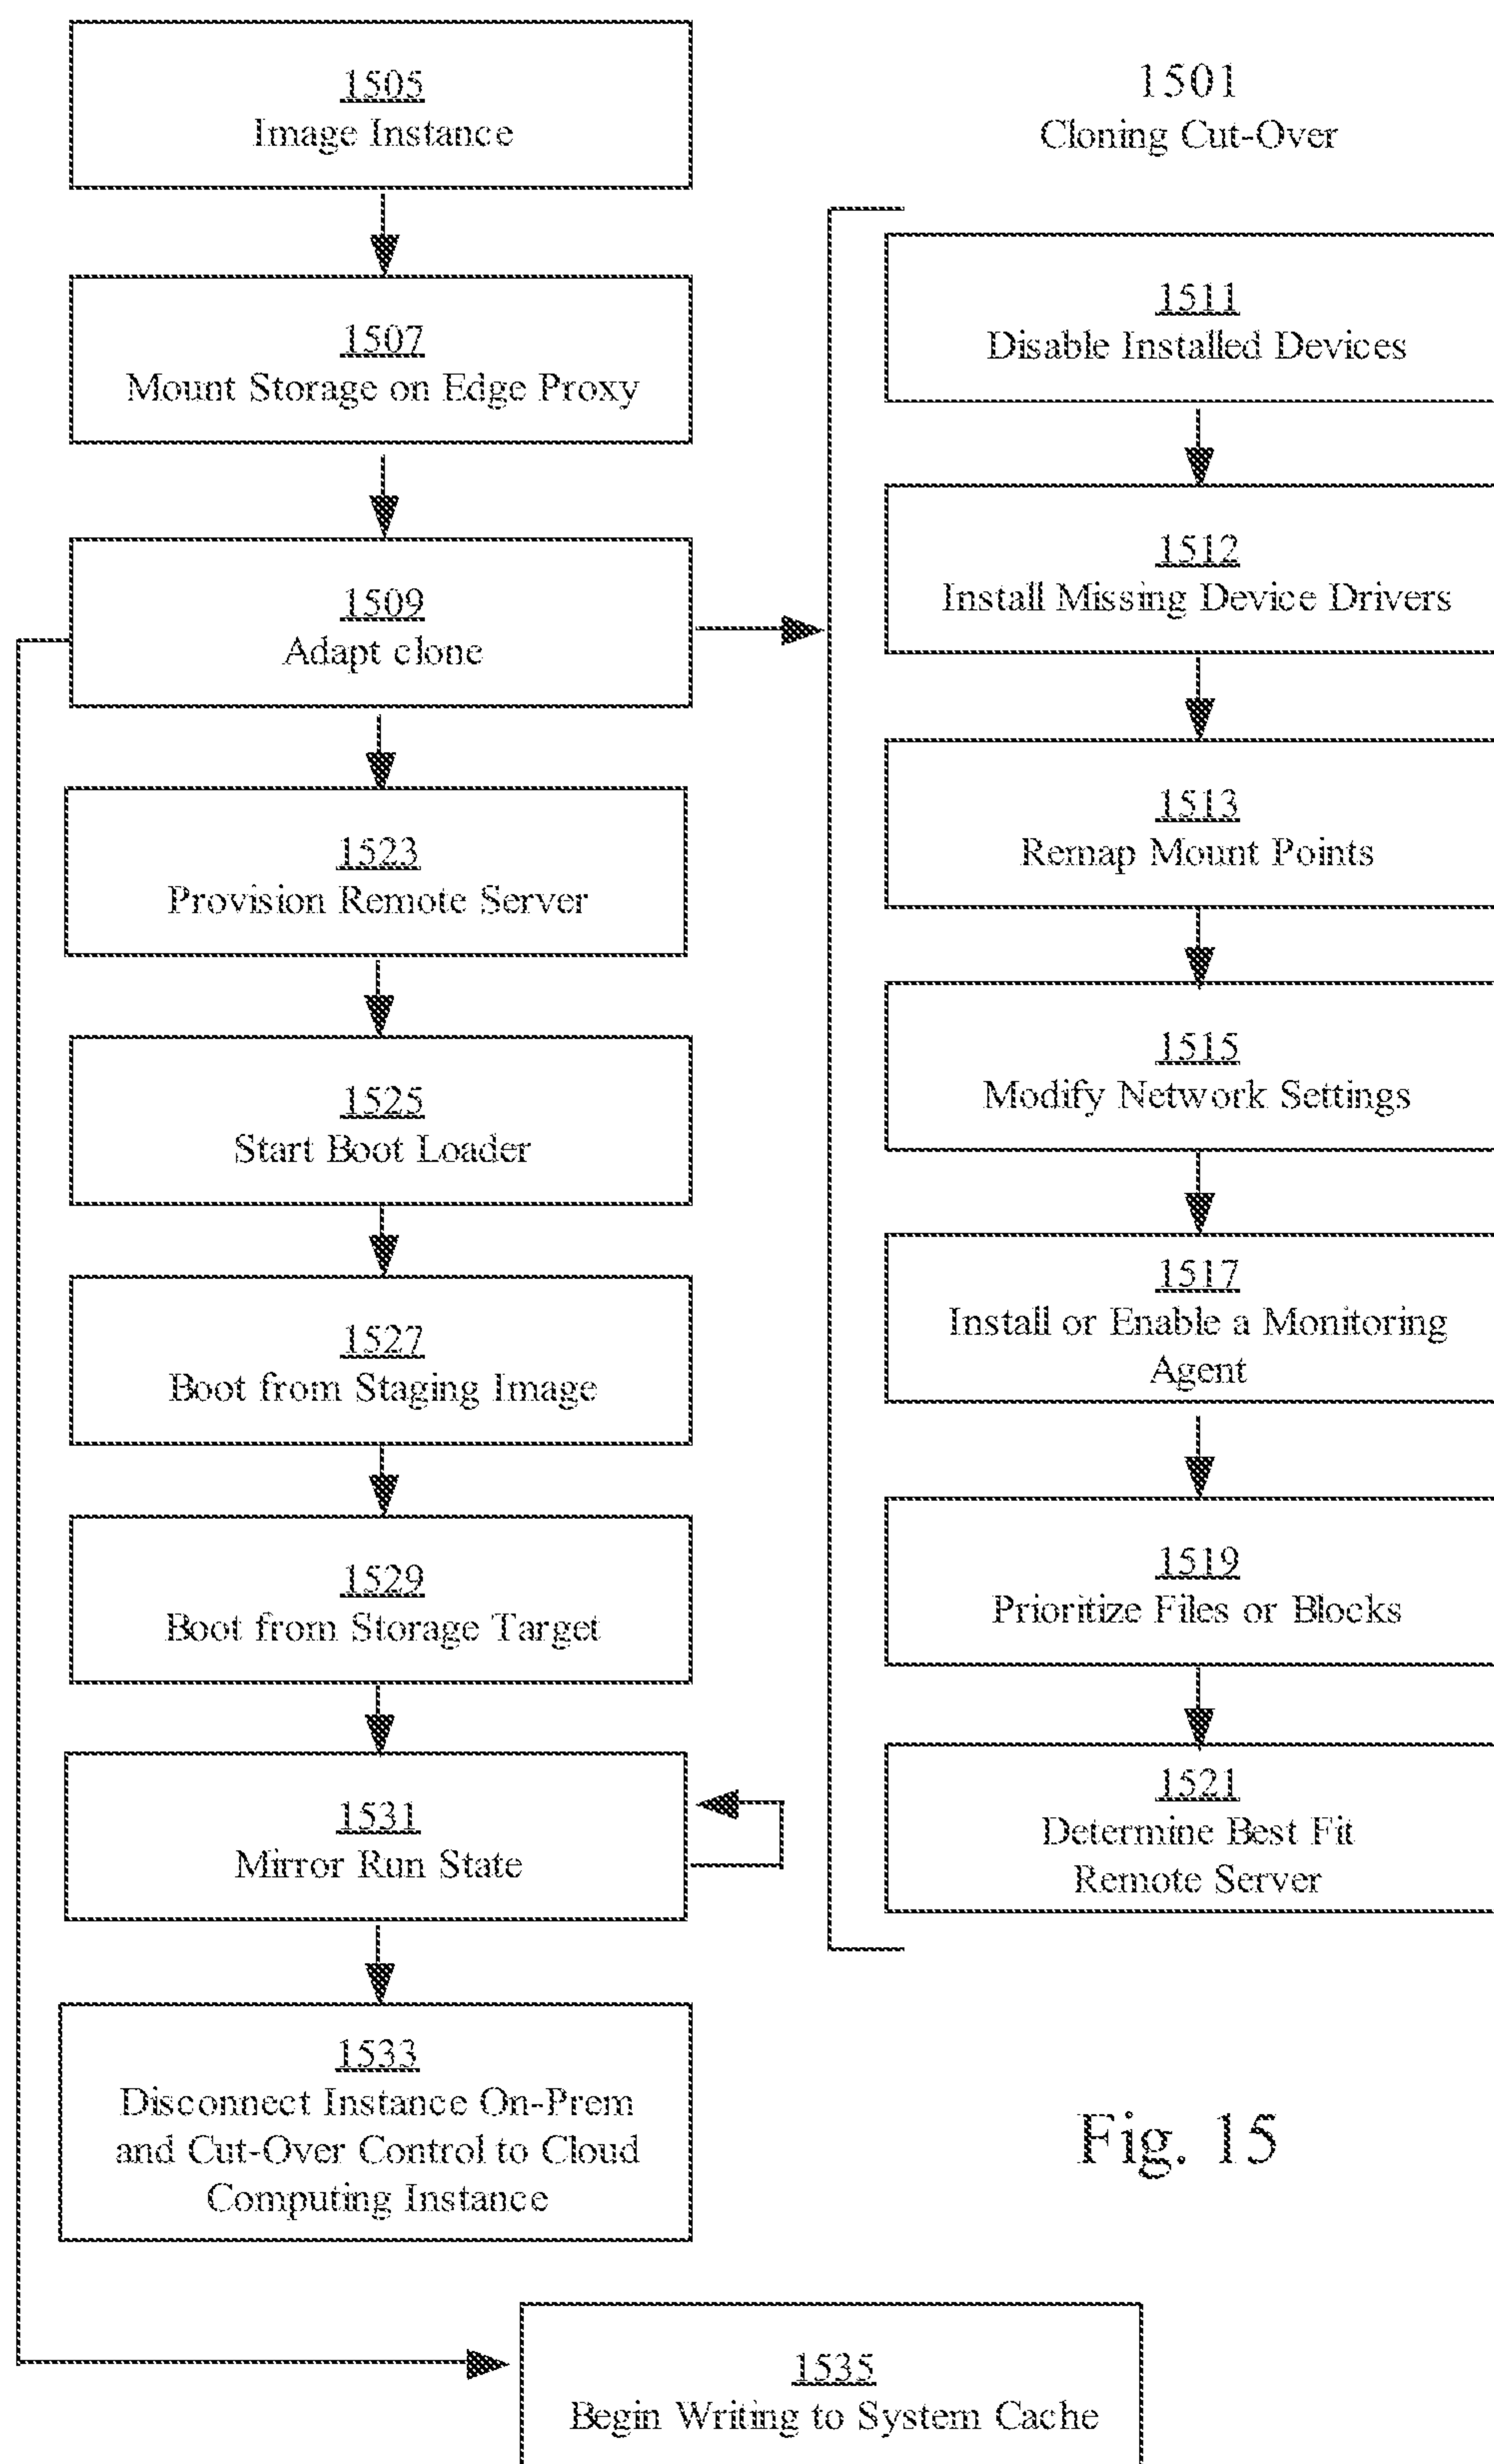 1505
Image Instance
1507
Mount Storage on Edge Proxy
1509
Adapt clone
1523
Provision Remote Server
1525
Start Boot Loader
1527
Boot from Staging Image
1529
Boot from Storage Target
1531
Mirror Run State
1533
Disconnect Instance On-Prem
and Cut-Over Control to Cloud
Computing Instance
1501
Cloning Cut-Over
1511
Disable Installed Devices
1512
Install Missing Device Drivers
1513
Remap Mount Points
1515
Modify Network Settings
1517
Install or Enable a Monitoring
Agent
1519
Prioritize Files or Blocks
1521
Determine Best Fit
Remote Server
Fig. 15
1535
Begin Writing to System Cache